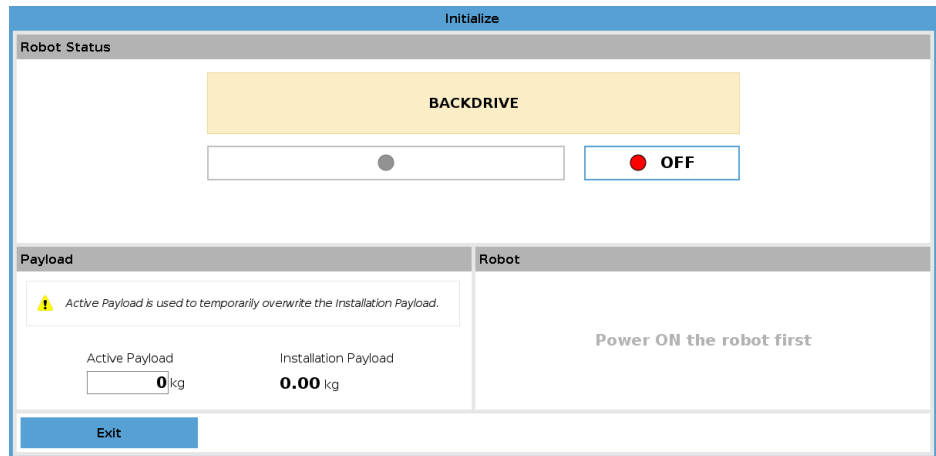 Initialize
Robot Status
BACKDRIVE
OFF
Payload
Active Payload is used to temporarily overwrite the Installation Payload.
Active Payload
Installation Payload
0 kg
0.00 kg
Robot
Power ON the robot first
Exit